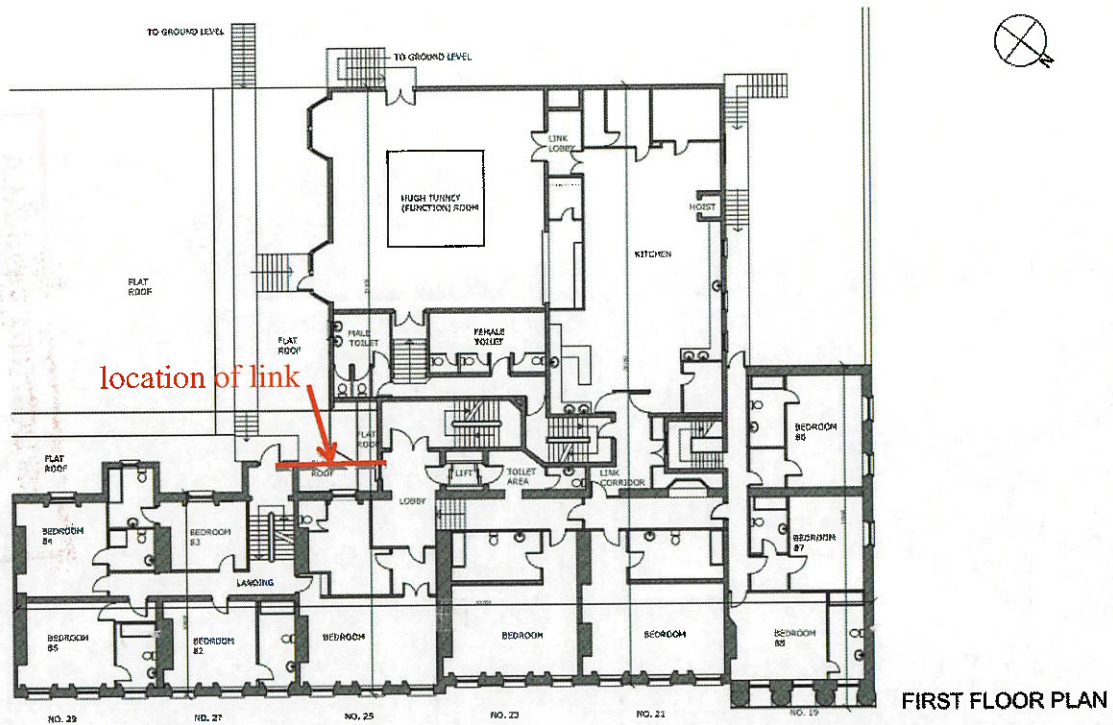 TO GROUND LEVEL
TO GROUND LEVEL
N
LINK
LOBBY
HUGH TUNNEY
(FUNCTION) ROOM
HOIST
KITCHEN
FLAT
ROOF
FLAT
ROOF
MALE
TOILET
FEMALE
TOILET
location of link
FLAT
ROOF
FLAT
ROOF
ROOF
LIFT
TOILET
AREA
LINK
CORRIDOR
LOBBY
BEDROOM
86
BEDROOM
84
BEDROOM
83
BEDROOM
87
LANDING
BEDROOM
85
BEDROOM
82
BEDROOM
BEDROOM
BEDROOM
BEDROOM
88
NO. 29
NO. 27
NO. 25
NO. 23
NO. 21
NO. 19
FIRST FLOOR PLAN